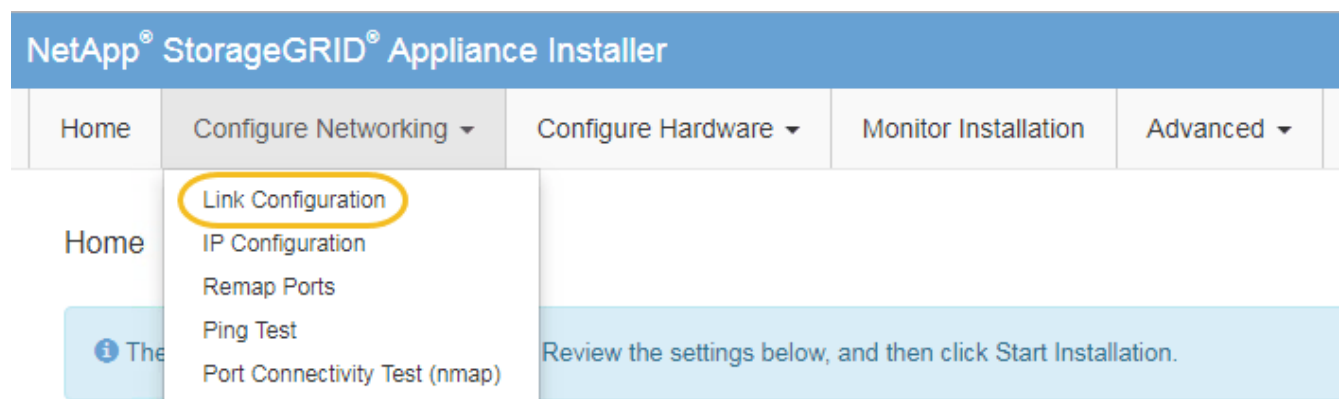 NetApp® StorageGRID® Appliance Installer
Home Configure Networking Configure Hardware Monitor Installation Advanced
Link Configuration
IP Configuration
Remap Ports
Ping Test
Port Connectivity Test (nmap)
Home
The Review the settings below, and then click Start Installation.